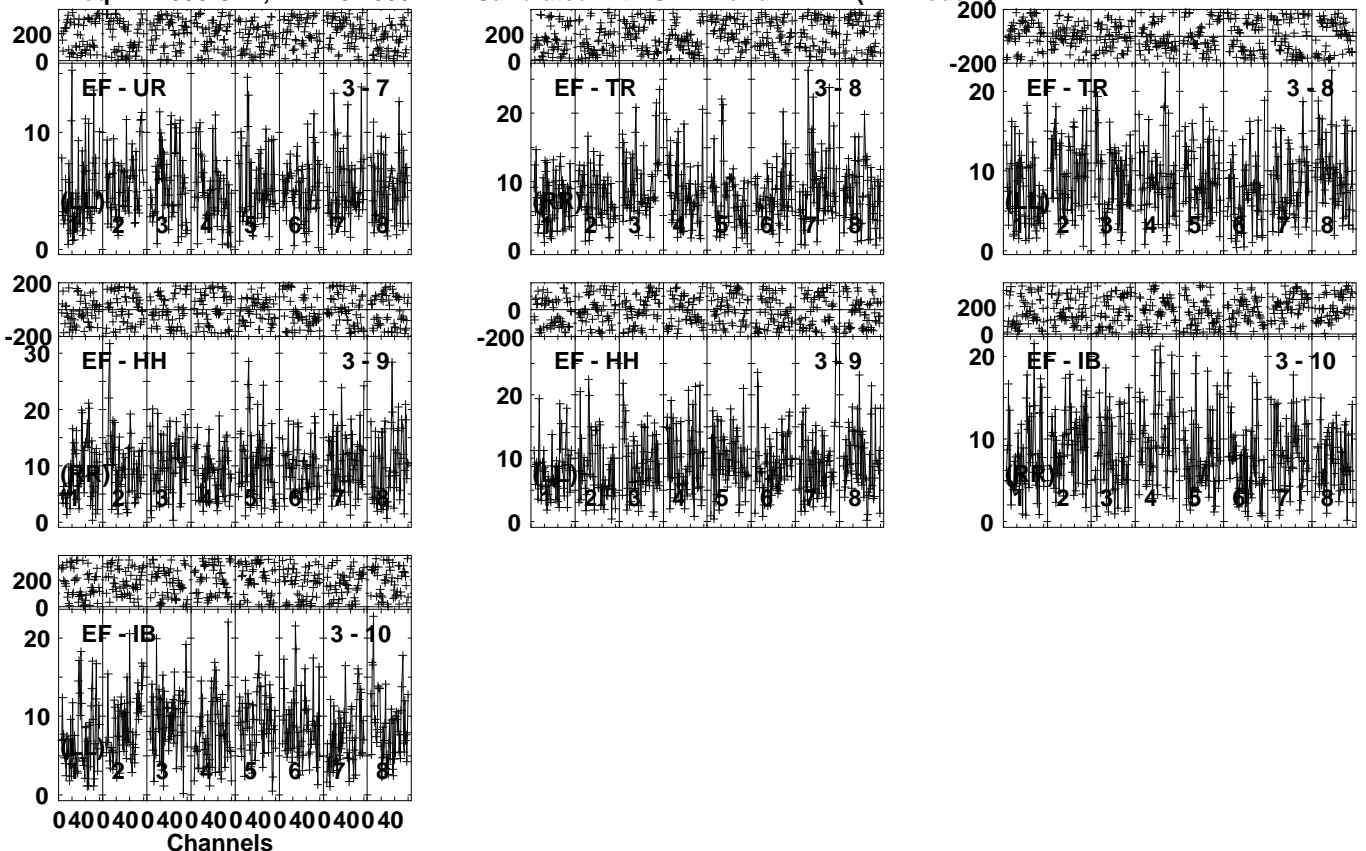 200
0
EF - UR 3 - 7
10
(LL)
1 2 3 4 5 6 7 8
0
200
0
EF - TR 3 - 8
20
10
(RR)
1 2 3 4 5 6 7 8
0
200
-200
EF - TR 3 - 8
20
10
(LL)
1 2 3 4 5 6 7 8
0
200
-200
30
EF - HH 3 - 9
20
10
(RR)
1 2 3 4 5 6 7 8
0
0
-200
EF - HH 3 - 9
20
10
(LL)
1 2 3 4 5 6 7 8
0
200
0
20
EF - IB 3 - 10
10
(RR)
1 2 3 4 5 6 7 8
0
200
0
EF - IB 3 - 10
20
10
(LL)
1 2 3 4 5 6 7 8
0
0 40 0 40 0 40 0 40 0 40 0 40 0 40 0 40
Channels